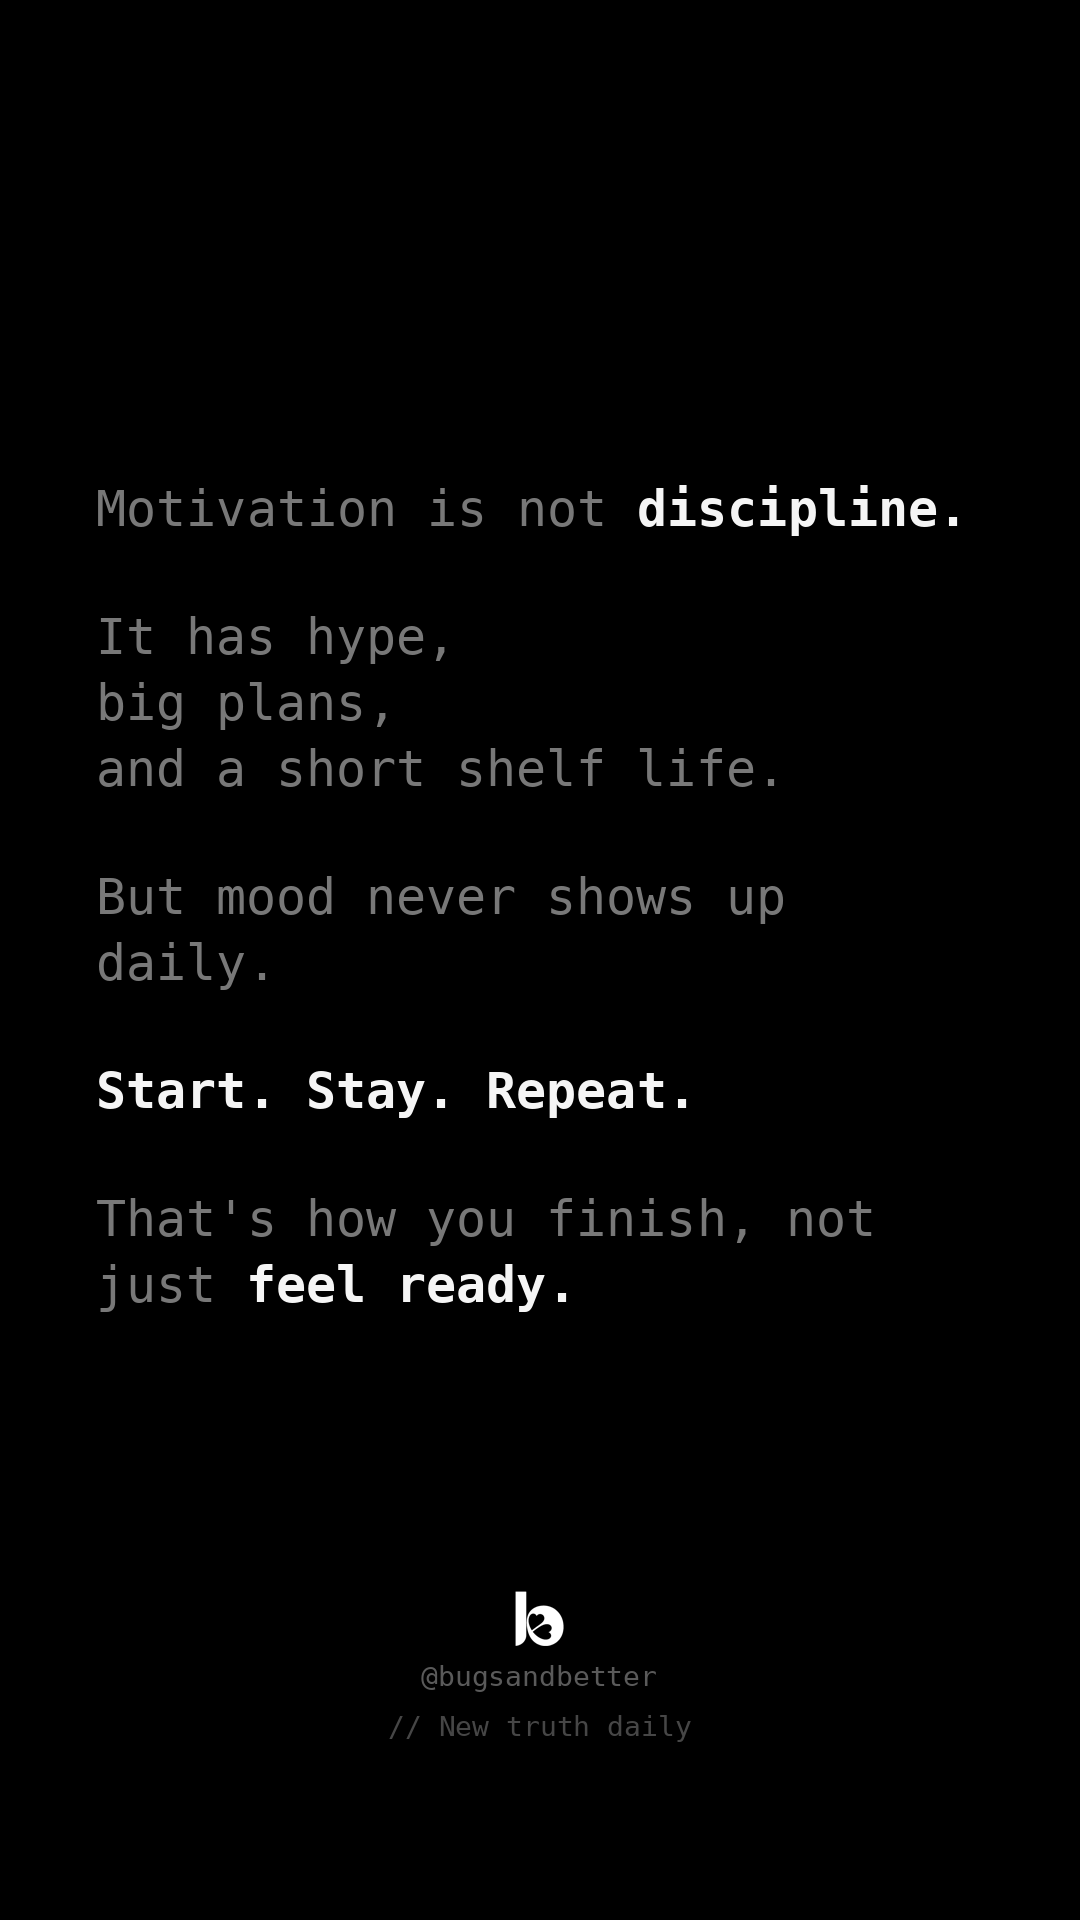 Motivation is not discipline.
It has hype,
big plans,
and a short shelf life.
But mood never shows up
daily.
Start. Stay. Repeat.
That's how you finish, not
just feel ready.
b
@bugsandbetter
// New truth daily